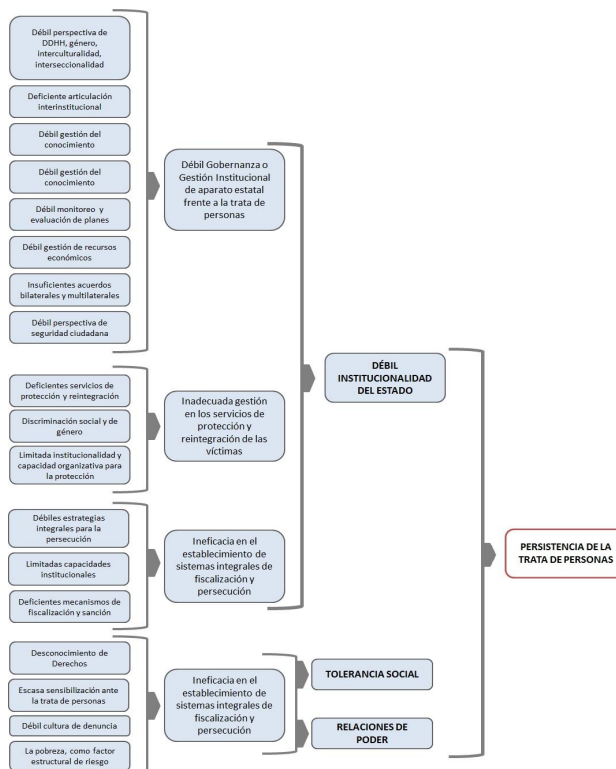 Débil perspectiva de
DDHH, género,
interculturalidad,
interseccionalidad
Deficiente articulación
interinstitucional
Débil gestión del
conocimiento
Débil gestión del
conocimiento
Débil monitoreo y
evaluación de planes
Débil gestión de recursos
económicos
Insuficientes acuerdos
bilaterales y multilaterales
Débil perspectiva de
seguridad ciudadana
Débil Gobernanza o
Gestión Institucional
de aparato estatal
frente a la trata de
personas
Deficientes servicios de
protección y reintegración
Discriminación social y de
género
Limitada institucionalidad y
capacidad organizativa para
la protección
Inadecuada gestión
en los servicios de
protección y
reintegración de las
víctimas
Débiles estrategias
integrales para la
persecución
Limitadas capacidades
institucionales
Deficientes mecanismos de
fiscalización y sanción
Ineficacia en el
establecimiento de
sistemas integrales de
fiscalización y
persecución
DÉBIL
INSTITUCIONALIDAD
DEL ESTADO
Desconocimiento de
Derechos
Escasa sensibilización ante
la trata de personas
Débil cultura de denuncia
La pobreza, como factor
estructural de riesgo
Ineficacia en el
establecimiento de
sistemas integrales de
fiscalización y
persecución
TOLERANCIA SOCIAL
RELACIONES DE
PODER
PERSISTENCIA DE LA
TRATA DE PERSONAS